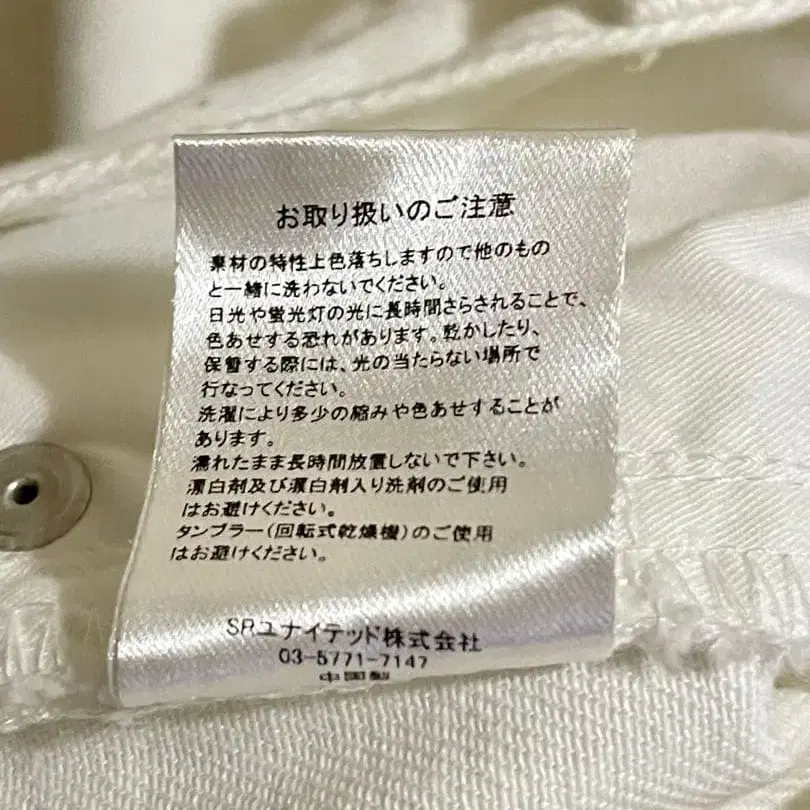 お取り扱いのご注意
素材の特性上色落ちしますので他のもの
と一緒に洗わないでください。
日光や蛍光灯の光に長時間さらされることで、
色あせする恐れがあります。乾かしたり、
保管する際には、光の当たらない場所で
行なってください。
洗濯により多少の縮みや色あせすることが
あります。
濡れたまま長時間放置しないで下さい。
漂白剤及び漂白剤入り洗剤のご使用
はお避けください。
タンブラー(回転式乾燥機)のご使用
はお避けください。
SRユナイテッド株式会社
03-5771-7147
中国製